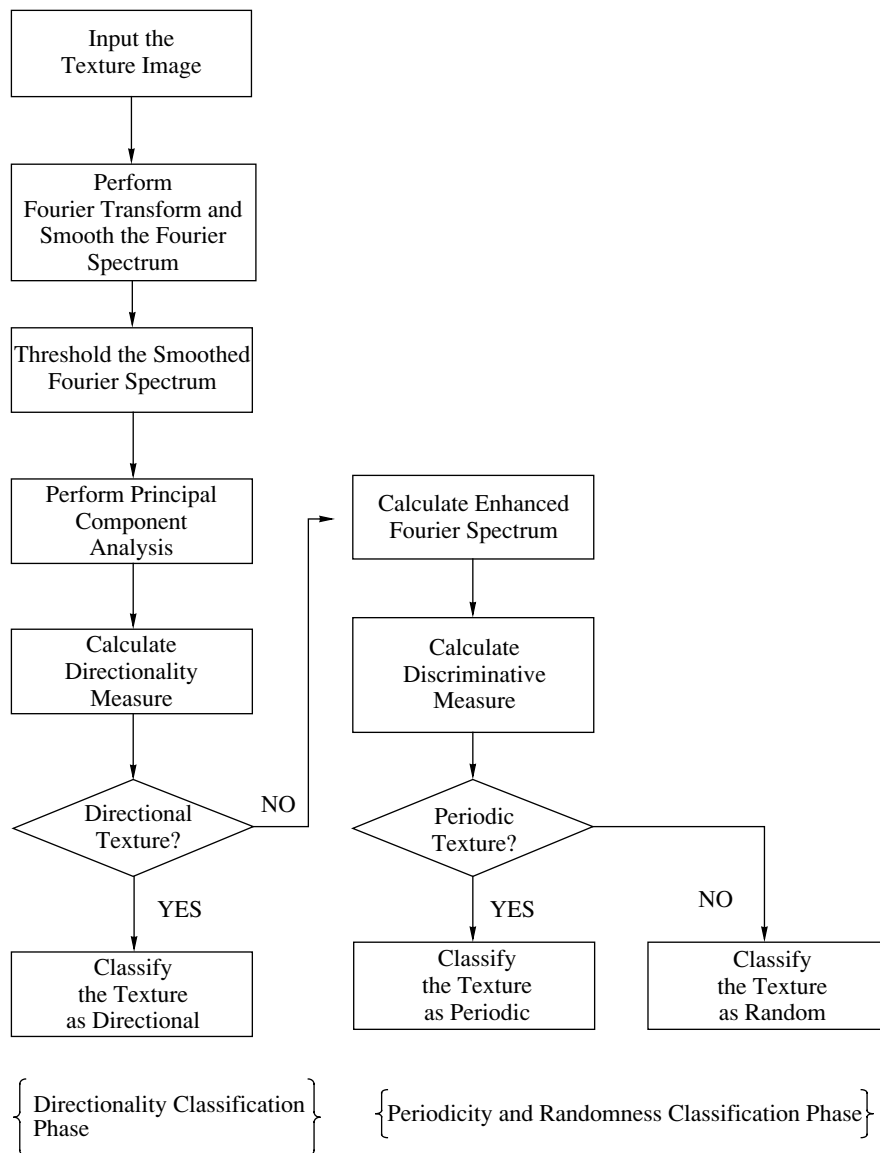 Input the
Texture Image
Perform
Fourier Transform and
Smooth the Fourier
Spectrum
Threshold the Smoothed
Fourier Spectrum
Perform Principal
Component
Analysis
Calculate
Directionality
Measure
Directional
Texture?
NO
YES
Classify
the Texture
as Directional
Calculate Enhanced
Fourier Spectrum
Calculate
Discriminative
Measure
Periodic
Texture?
YES
NO
Classify
the Texture
as Periodic
Classify
the Texture
as Random
Directionality Classification
Phase
Periodicity and Randomness Classification Phase